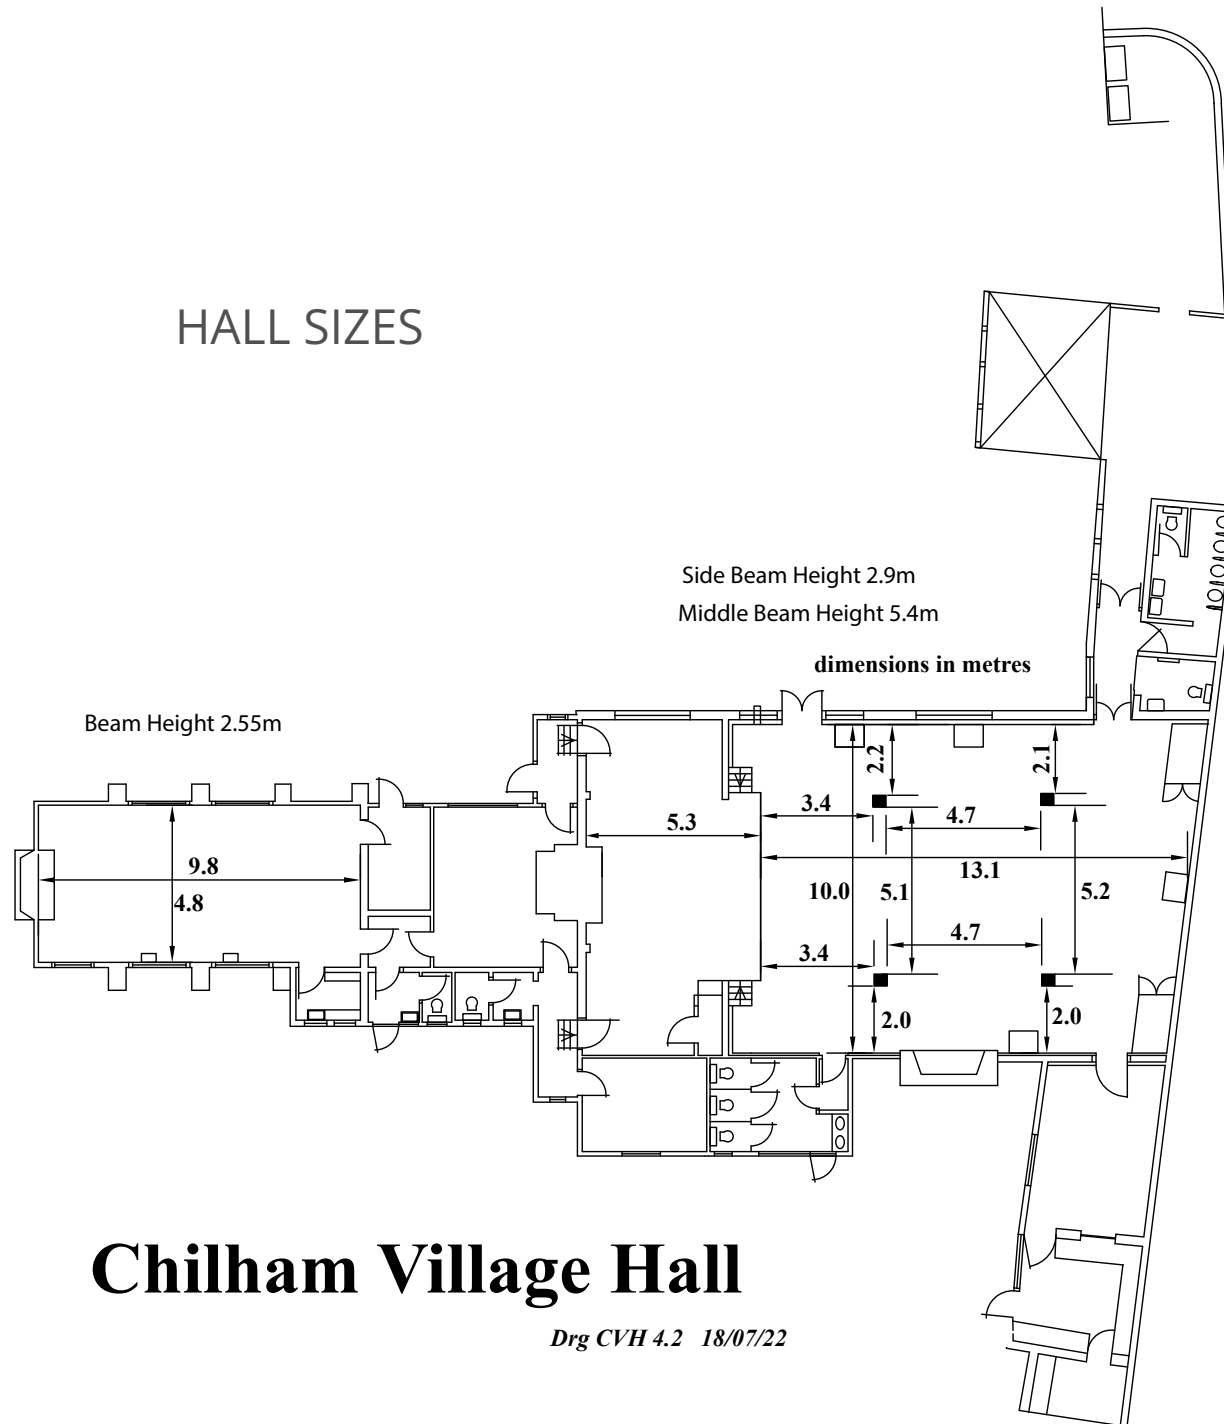 HALL SIZES
Side Beam Height 2.9m
Middle Beam Height 5.4m
dimensions in metres
Beam Height 2.55m
2.2
2.1
3.4
4.7
5.3
9.8
4.8
13.1
10.0
5.1
5.2
4.7
3.4
2.0
2.0
Chilham Village Hall
Drg CVH 4.2 18/07/22